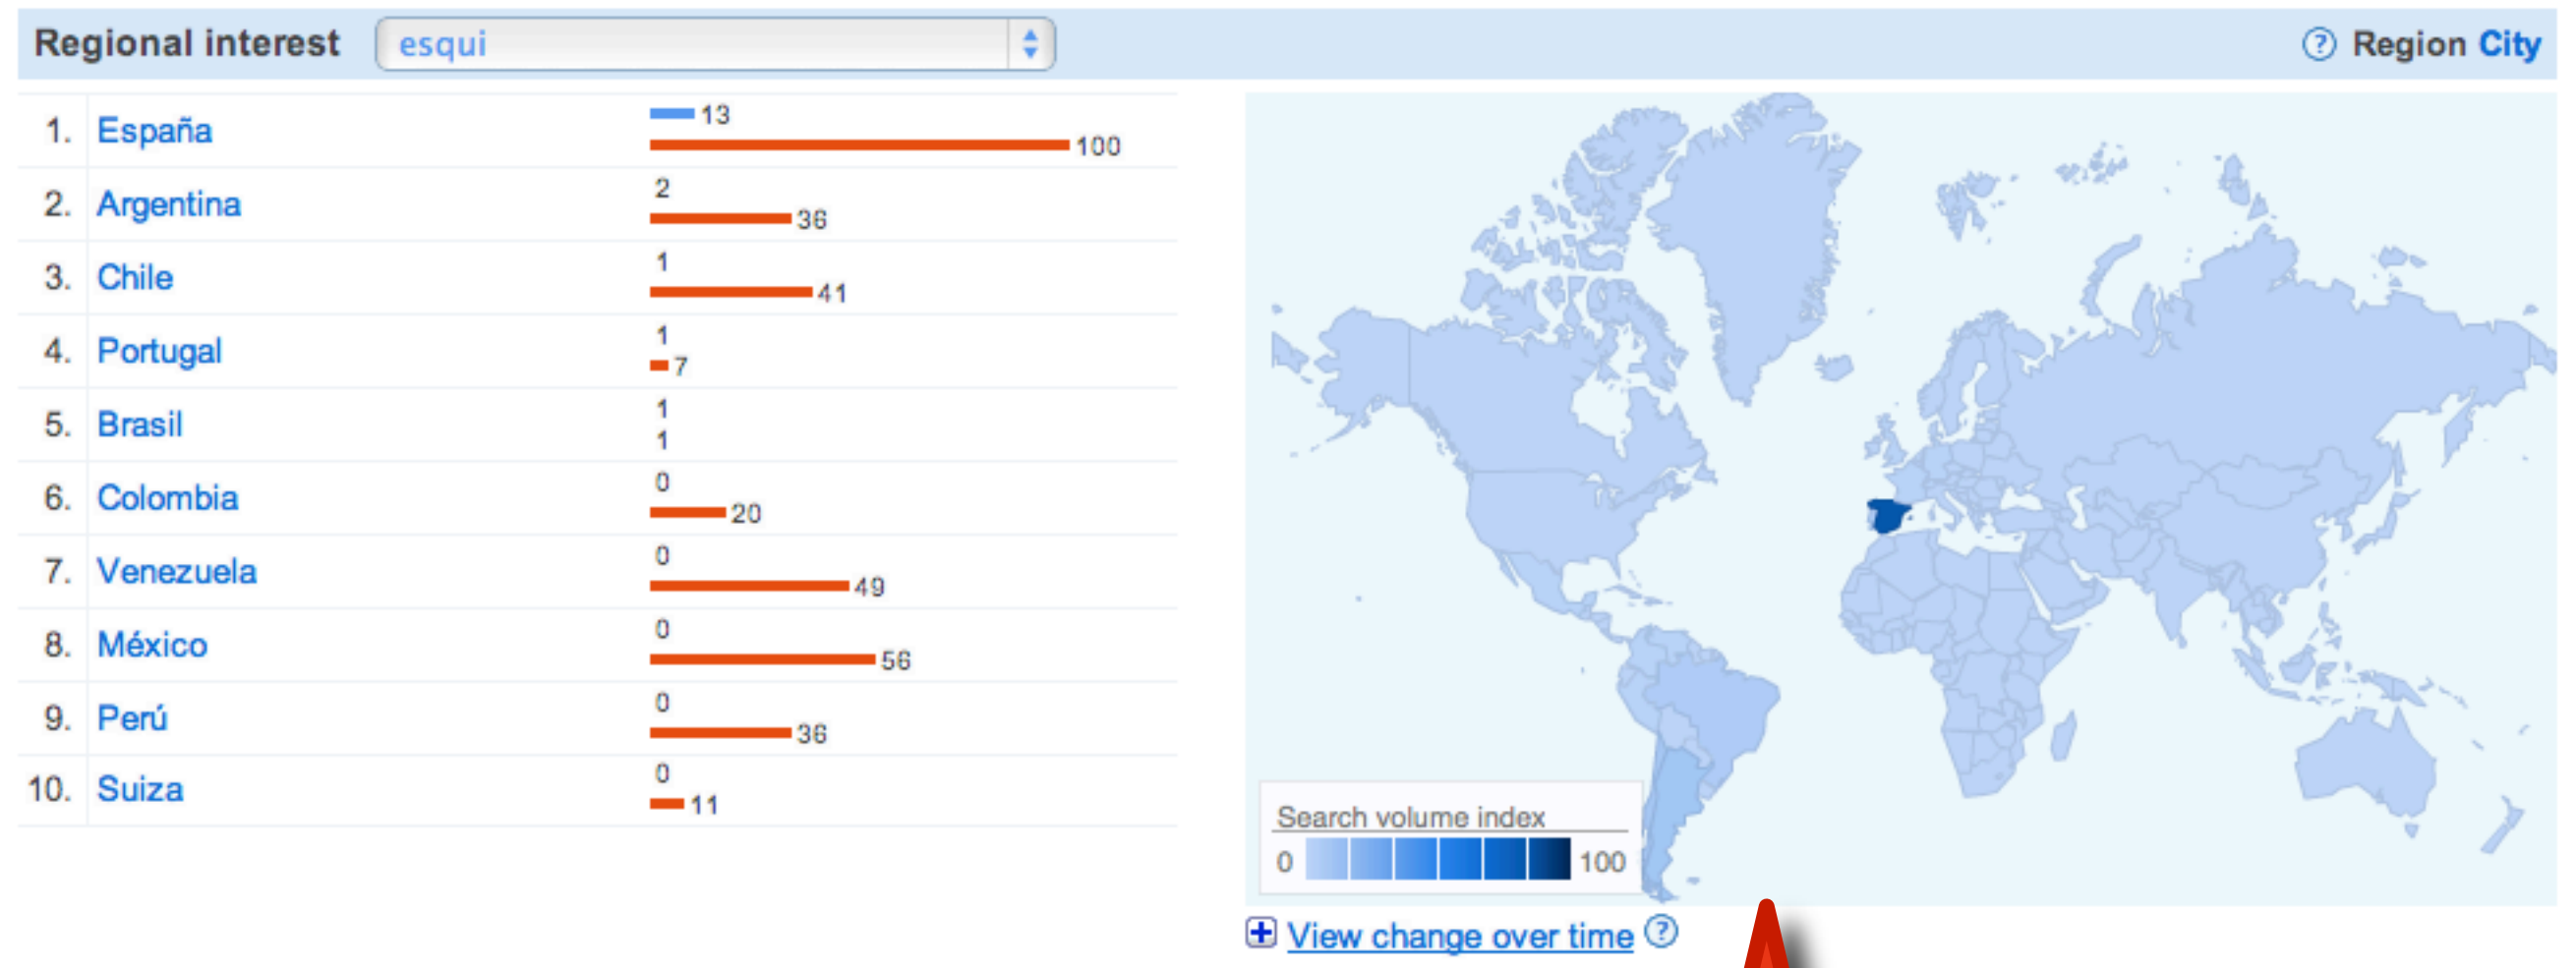 Regional interest esqui ? Region City
1. España 13
100
2. Argentina 2
36
3. Chile 1
41
4. Portugal 1
7
5. Brasil 1
1
6. Colombia 0
20
7. Venezuela 0
49
8. México 0
56
9. Perú 0
36
10. Suiza 0
11
Search volume index
0 100
View change over time ?